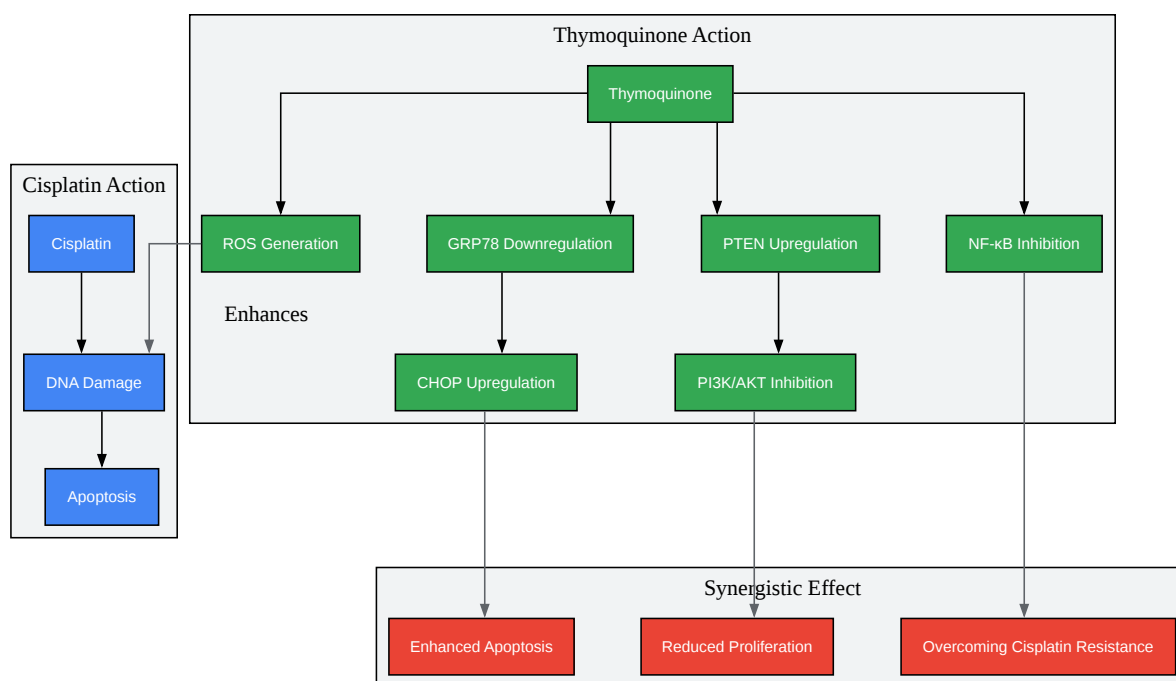 Thymoquinone Action
Thymoquinone
Cisplatin Action
Cisplatin
ROS Generation
GRP78 Downregulation
PTEN Upregulation
NF-κB Inhibition
Enhances
DNA Damage
CHOP Upregulation
PI3K/AKT Inhibition
Apoptosis
Synergistic Effect
Enhanced Apoptosis
Reduced Proliferation
Overcoming Cisplatin Resistance